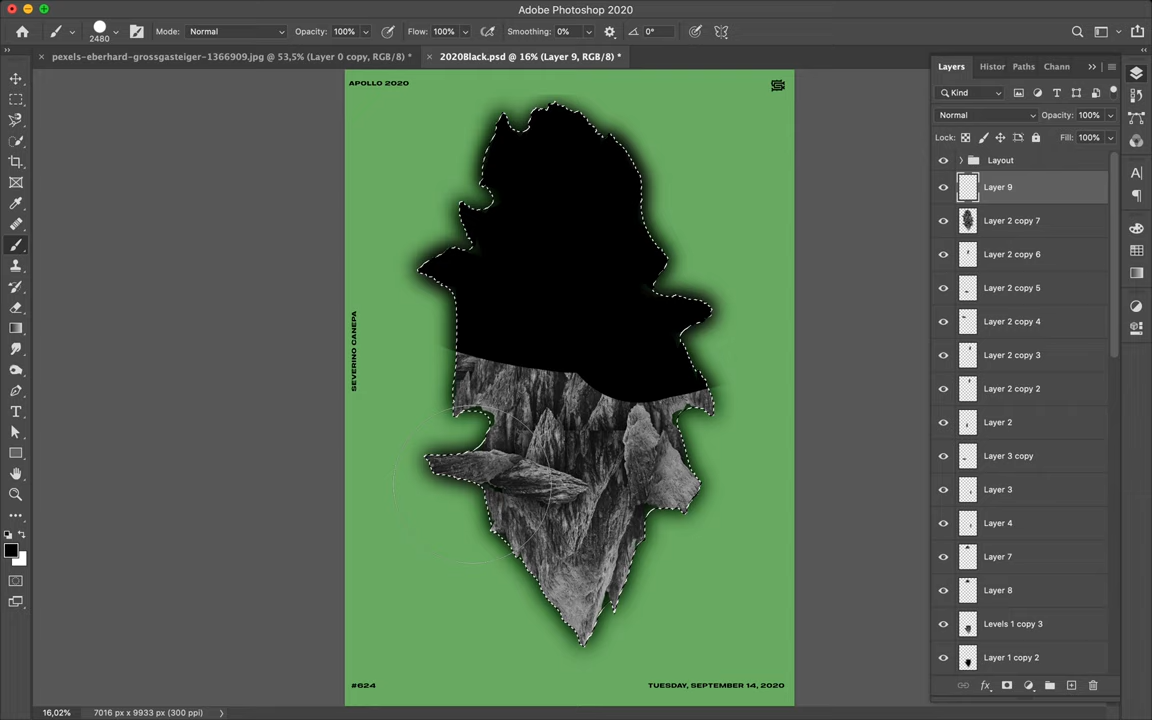 Adobe Photoshop 2020
2480
Mode:
Normal
Opacity:
100%
Flow:
100%
Smoothing:
0%
0°
pexels-eberhard-grossgasteiger-1366909.jpg @ 53,5% (Layer 0 copy, RGB/8) *
2020Black.psd @ 16% (Layer 9, RGB/8) *
Layers
Histor
Paths
Chann
Kind
Normal
Opacity:
100%
Lock:
Fill:
100%
Layout
Layer 9
Layer 2 copy 7
Layer 2 copy 6
Layer 2 copy 5
Layer 2 copy 4
Layer 2 copy 3
Layer 2 copy 2
Layer 2
Layer 3 copy
Layer 3
Layer 4
Layer 7
Layer 8
Levels 1 copy 3
Layer 1 copy 2
APOLLO 2020
SEVERINO CANEPA
#624
TUESDAY, SEPTEMBER 14, 2020
16,02%
7016 px x 9933 px (300 ppi)